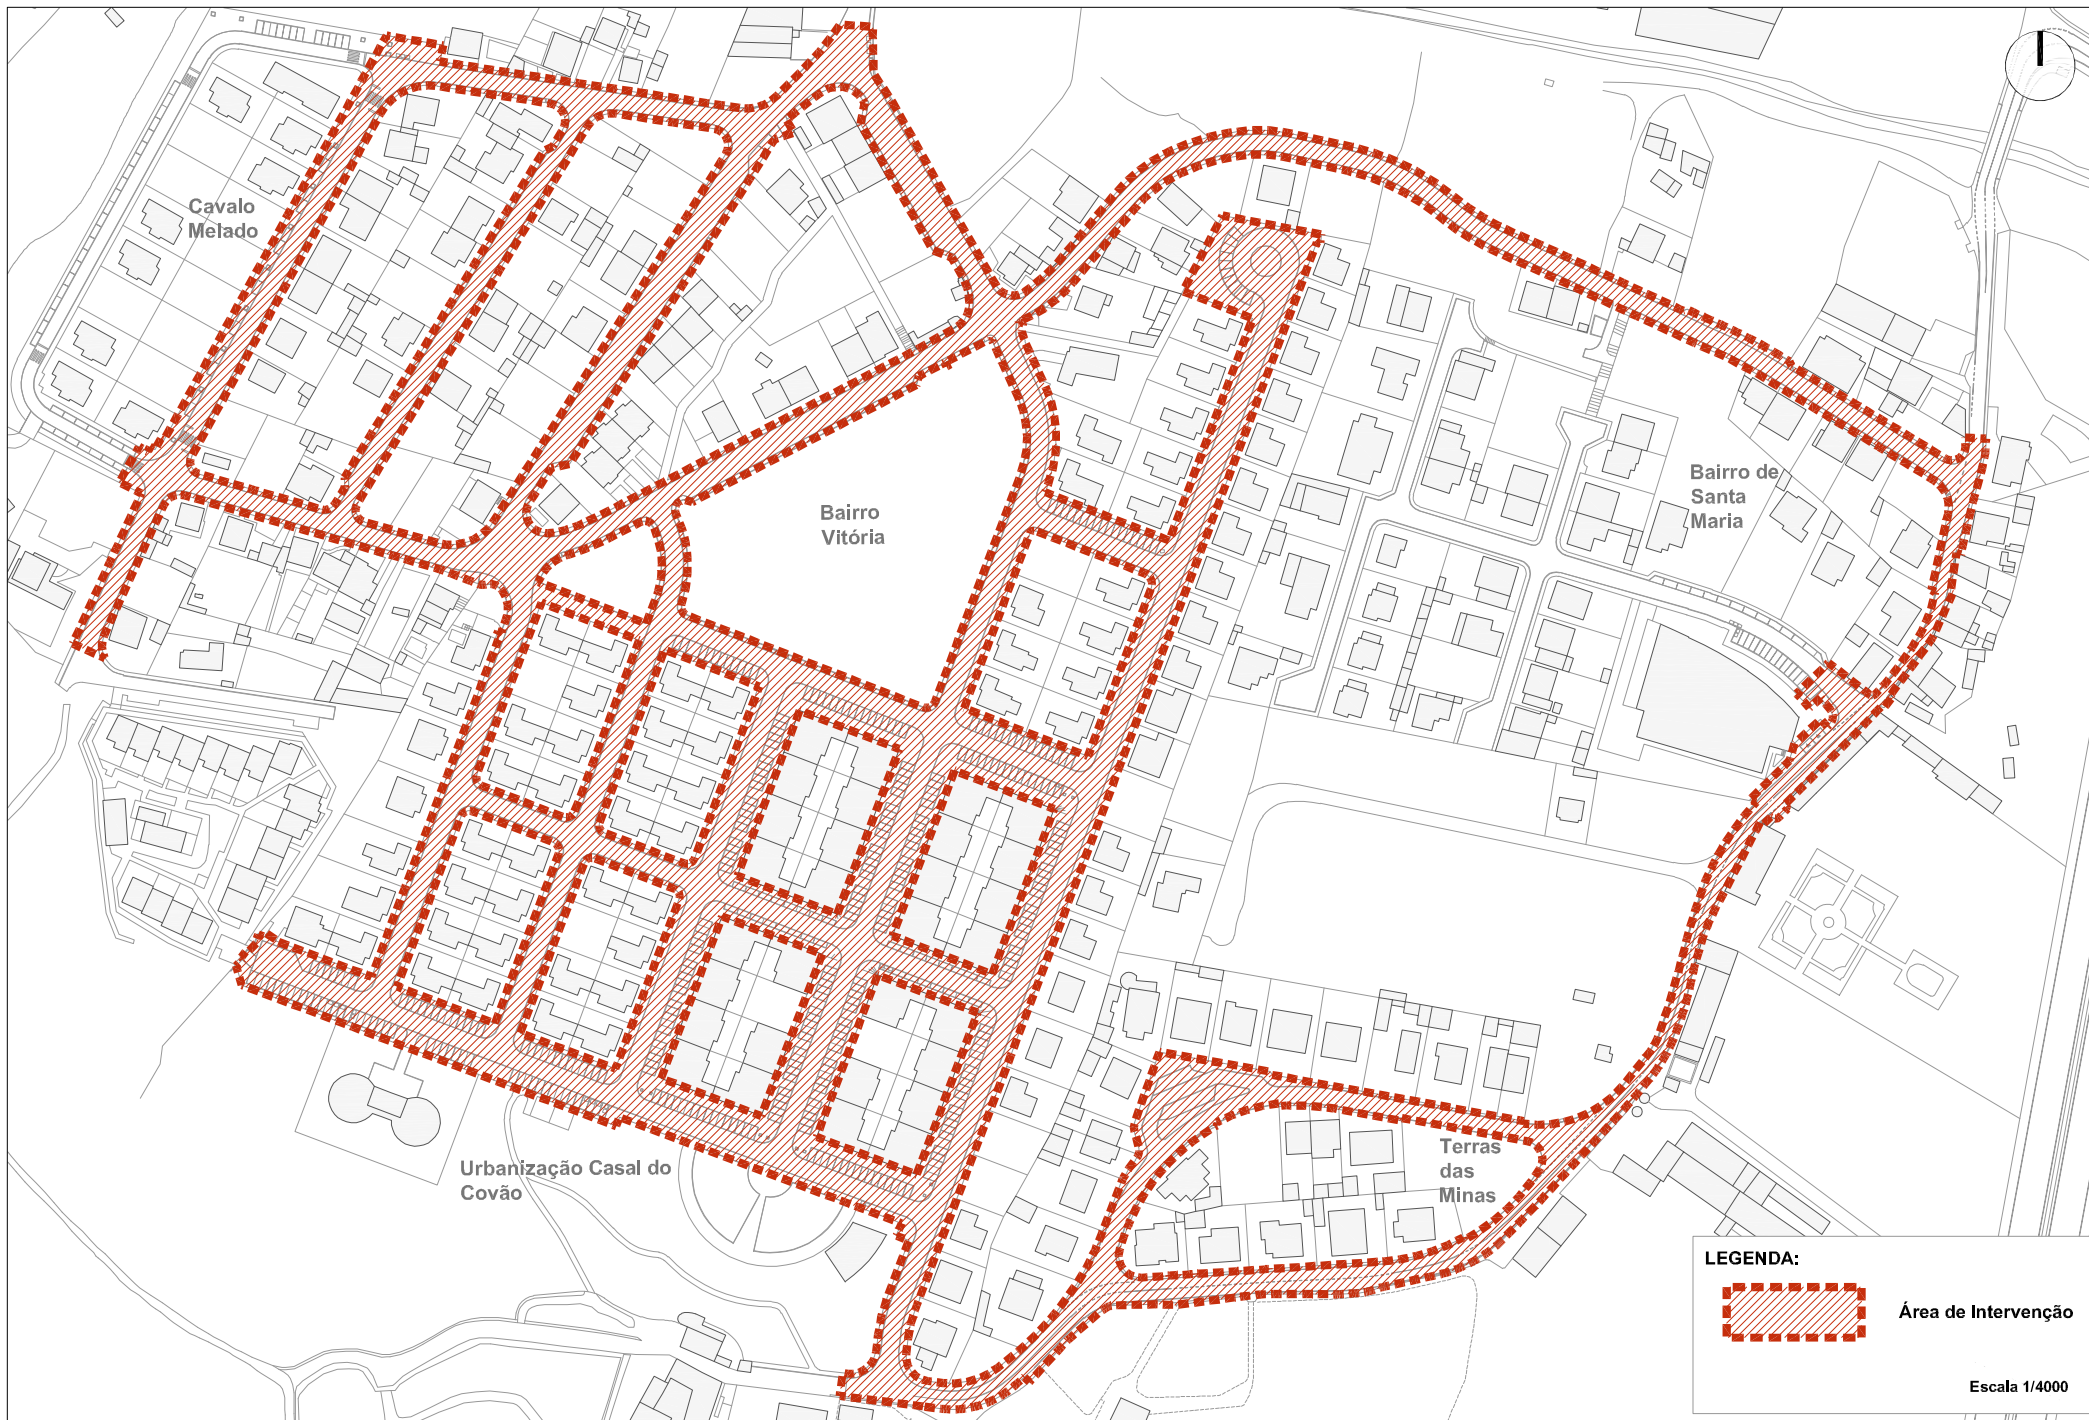 Cavalo
Melado
Bairro
Vitória
Bairro de
Santa
Maria
Urbanização Casal do
Covão
Terras
das
Minas
LEGENDA:
Área de Intervenção
Escala 1/4000